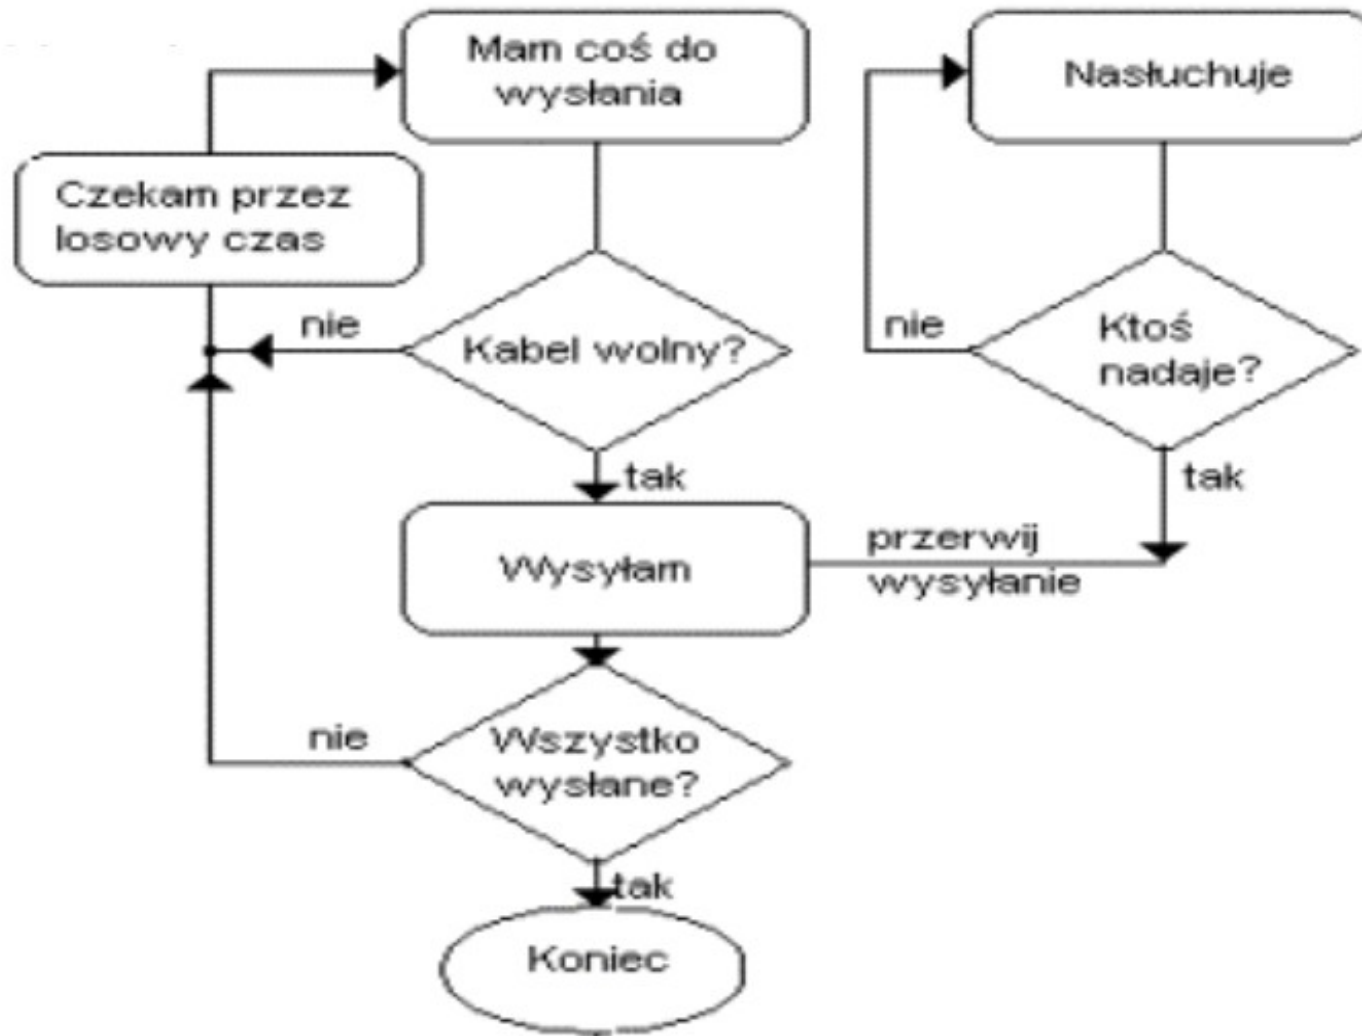 Mam coś do
wysłania
Nasłuchuje
Czekam przez
losowy czas
nie
Kabel wolny?
nie
Ktoś
nadaje?
tak
tak
Wysyłam
przerwij
wysyłanie
nie
Wszystko
wysłane?
tak
Koniec